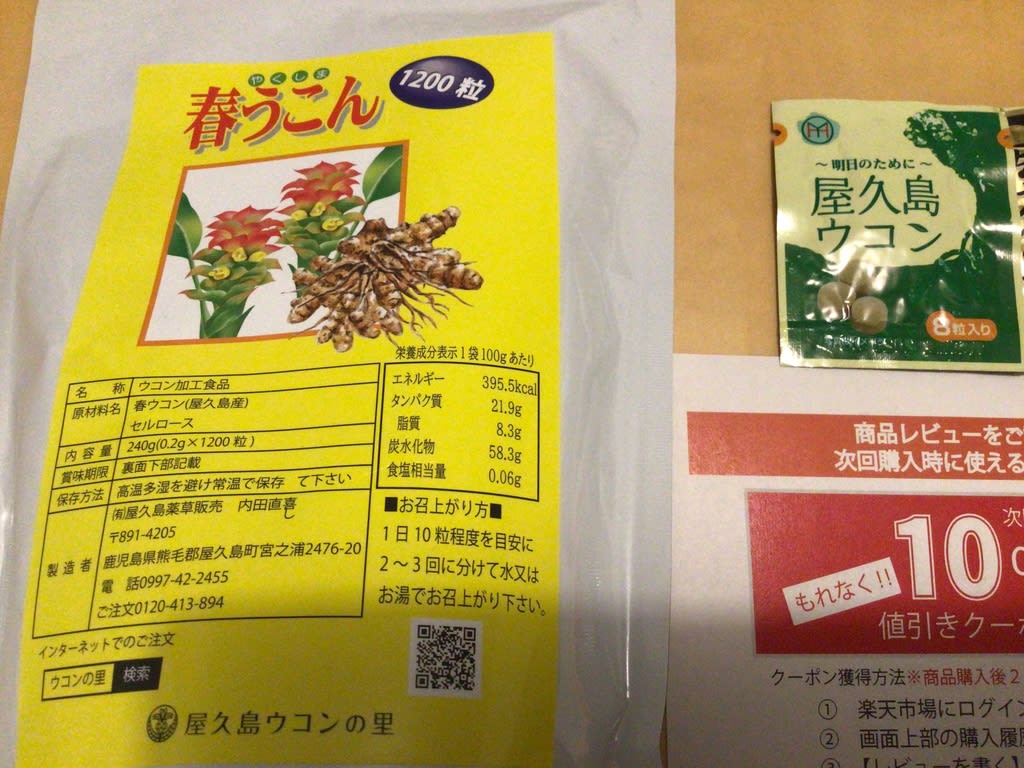 やくしま
春うこん
1200粒
栄養成分表示1袋100gあたり
エネルギー 395.5kcal
タンパク質 21.9g
脂質 8.3g
炭水化物 58.3g
食塩相当量 0.06g
名称 ウコン加工食品
原材料名 春ウコン(屋久島産)
セルロース
内容量 240g(0.2g×1200粒)
賞味期限 裏面下部記載
保存方法 高温多湿を避け常温で保存 て下さい
し
製造者 ㈲屋久島薬草販売 内田直喜
〒891-4205
鹿児島県熊毛郡屋久島町宮之浦2476-20
電 話0997-42-2455
ご注文0120-413-894
■お召上がり方■
1日10粒程度を目安に
2～3回に分けて水又は
お湯でお召上がり下さい。
インターネットでのご注文
ウコンの里 検索
屋久島ウコンの里
～明日のために～
屋久島
ウコン
8粒入り
商品レビューをご
次回購入時に使える
次
10
もれなく!!
値引きクー
クーポン獲得方法※商品購入後2
① 楽天市場にログイン
② 画面上部の購入履
③ 【レビューを書く】